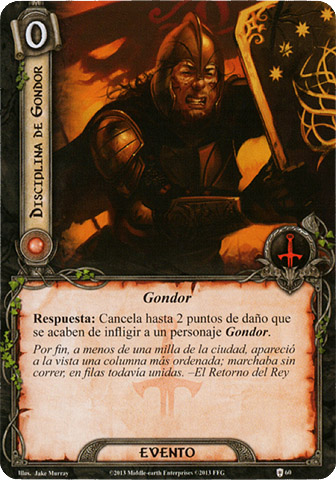 0
DISCIPLINA DE GONDOR
Gondor
Respuesta: Cancela hasta 2 puntos de daño que
se acaben de infligir a un personaje Gondor.
Por fin, a menos de una milla de la ciudad, apareció
a la vista una columna más ordenada; marchaba sin
correr, en filas todavía unidas. –El Retorno del Rey
EVENTO
Illus. Jake Murray
©2013 Middle-earth Enterprises ©2013 FFG
60